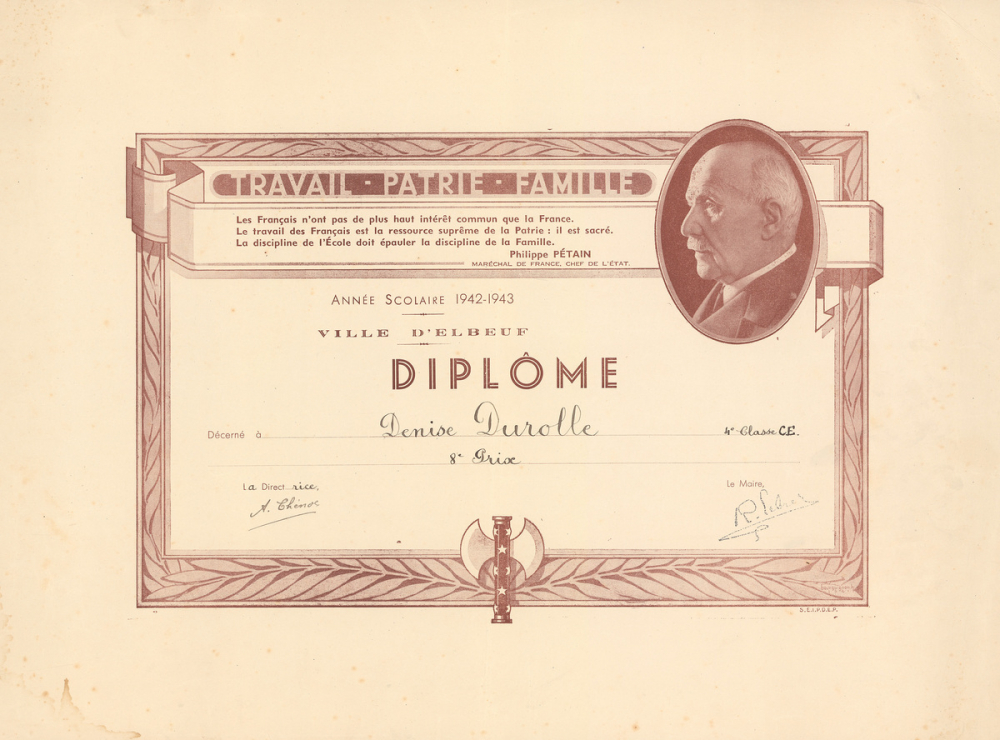 TRAVAIL - PATRIE - FAMILLE
Les Français n'ont pas de plus haut intérêt commun que la France.
Le travail des Français est la ressource suprême de la Patrie : il est sacré.
La discipline de l'École doit épauler la discipline de la Famille.
Philippe PÉTAIN
MARÉCHAL DE FRANCE, CHEF DE L'ÉTAT.
ANNÉE SCOLAIRE 1942-1943
VILLE D'ELBEUF
DIPLÔME
Décerné à Denise Durolle 4e Classe CE.
8e Prix
La Directrice, Le Maire,
A. R.